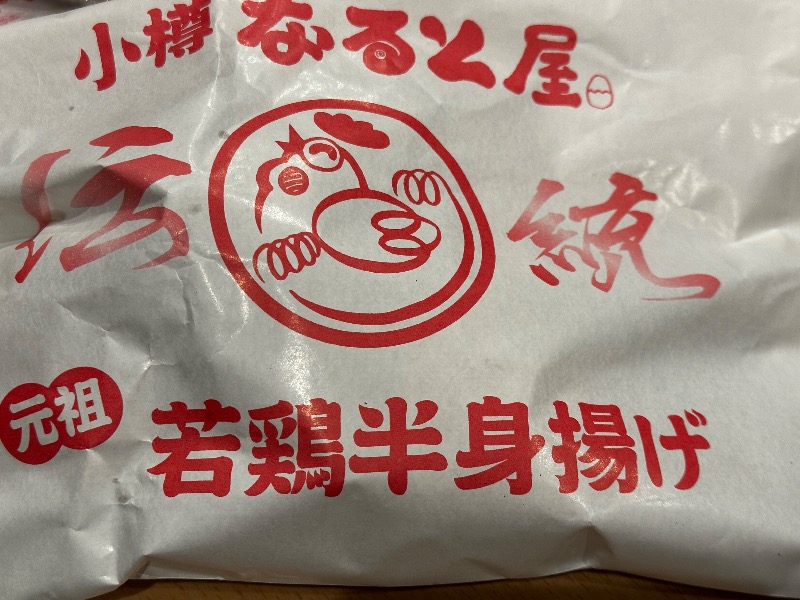 小樽なると屋
伝統
元祖
若鶏半身揚げ